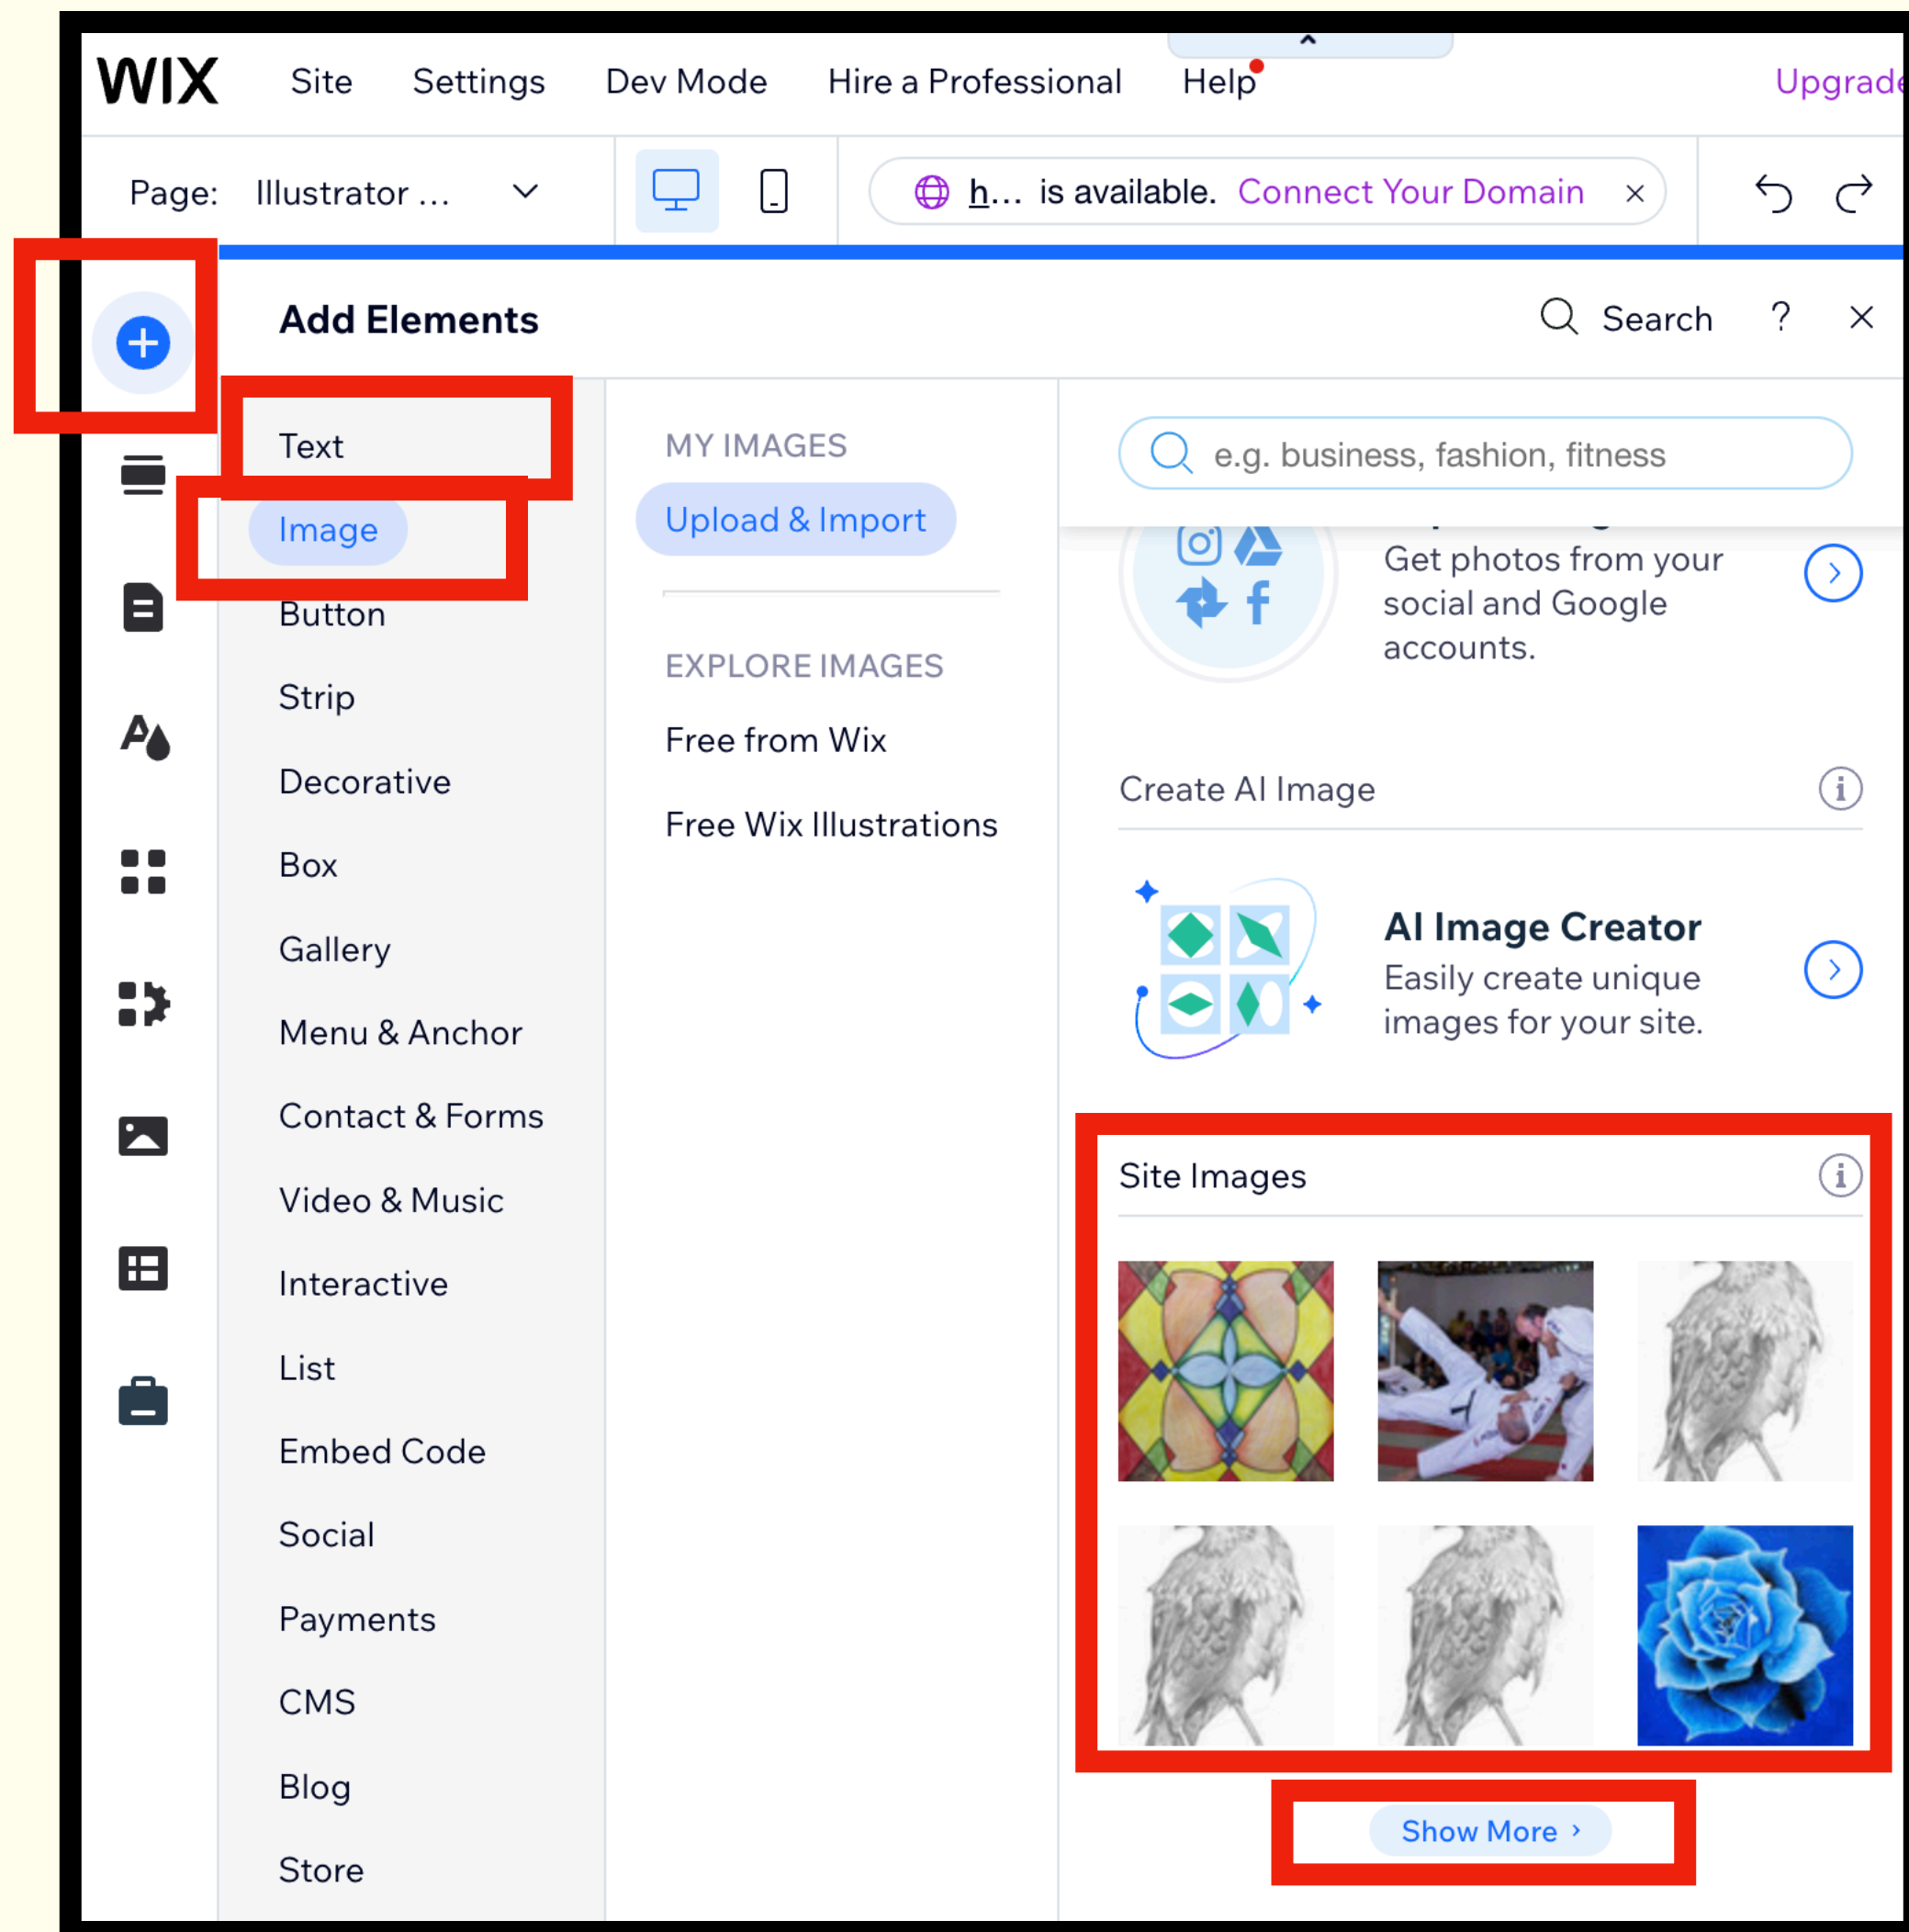 WIX Site Settings Dev Mode Hire a Professional Help Upgrade
Page: Illustrator ... h... is available. Connect Your Domain ×
Add Elements Search ? ×
Text
Image
Button
Strip
Decorative
Box
Gallery
Menu & Anchor
Contact & Forms
Video & Music
Interactive
List
Embed Code
Social
Payments
CMS
Blog
Store
MY IMAGES
Upload & Import
EXPLORE IMAGES
Free from Wix
Free Wix Illustrations
e.g. business, fashion, fitness
Get photos from your
social and Google
accounts.
Create AI Image
AI Image Creator
Easily create unique
images for your site.
Site Images
Show More ›